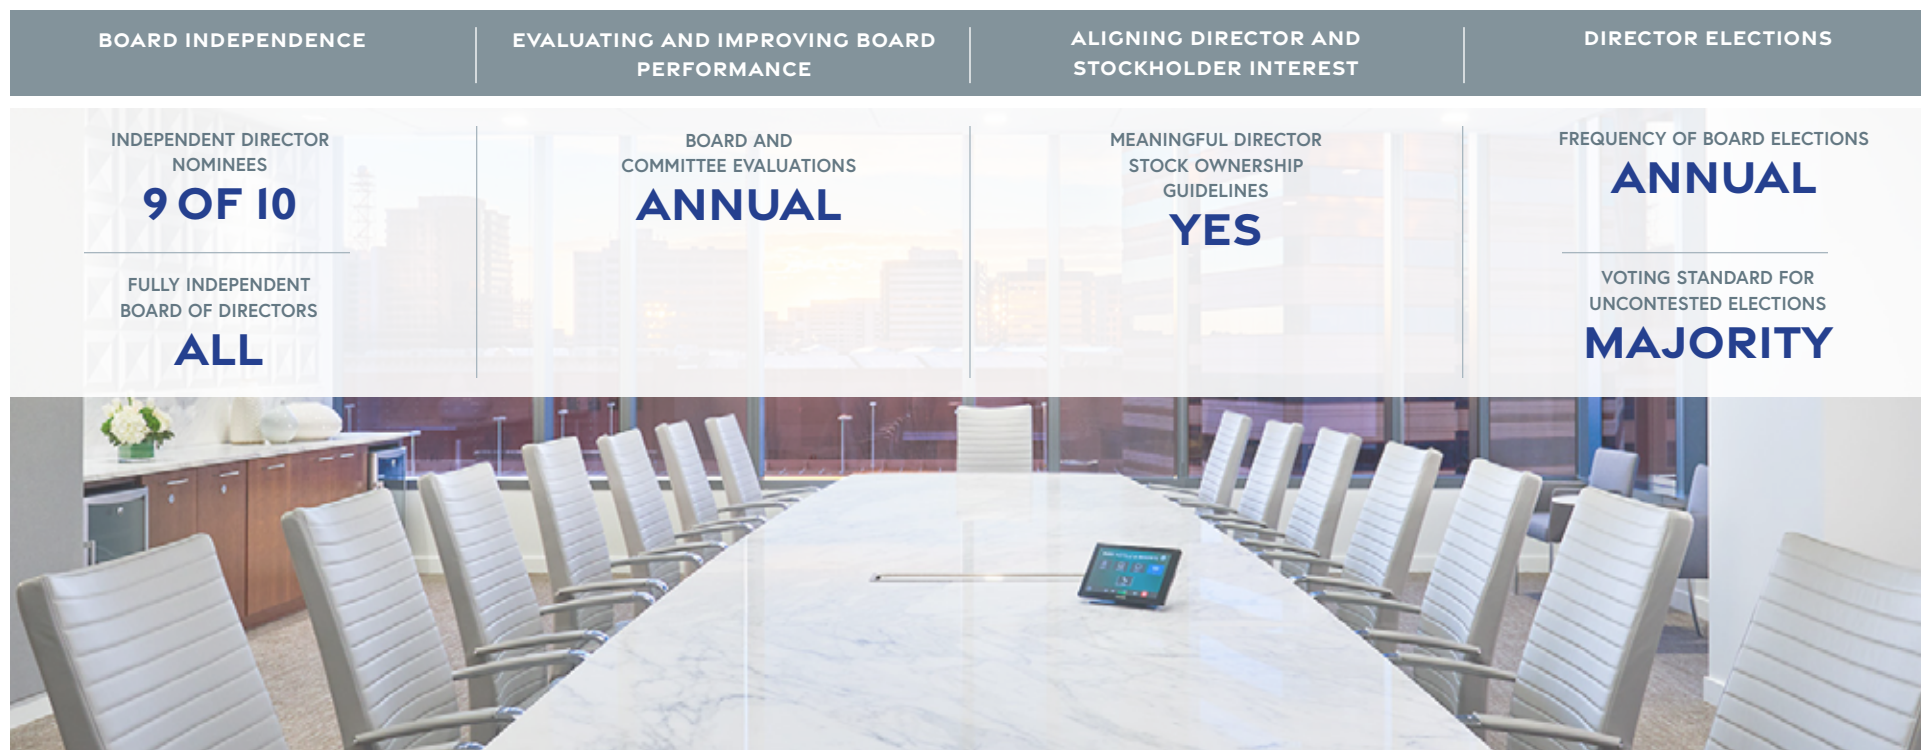 BOARD INDEPENDENCE
EVALUATING AND IMPROVING BOARD
PERFORMANCE
ALIGNING DIRECTOR AND
STOCKHOLDER INTEREST
DIRECTOR ELECTIONS
INDEPENDENT DIRECTOR
NOMINEES
9 OF 10
FULLY INDEPENDENT
BOARD OF DIRECTORS
ALL
BOARD AND
COMMITTEE EVALUATIONS
ANNUAL
MEANINGFUL DIRECTOR
STOCK OWNERSHIP
GUIDELINES
YES
FREQUENCY OF BOARD ELECTIONS
ANNUAL
VOTING STANDARD FOR
UNCONTESTED ELECTIONS
MAJORITY